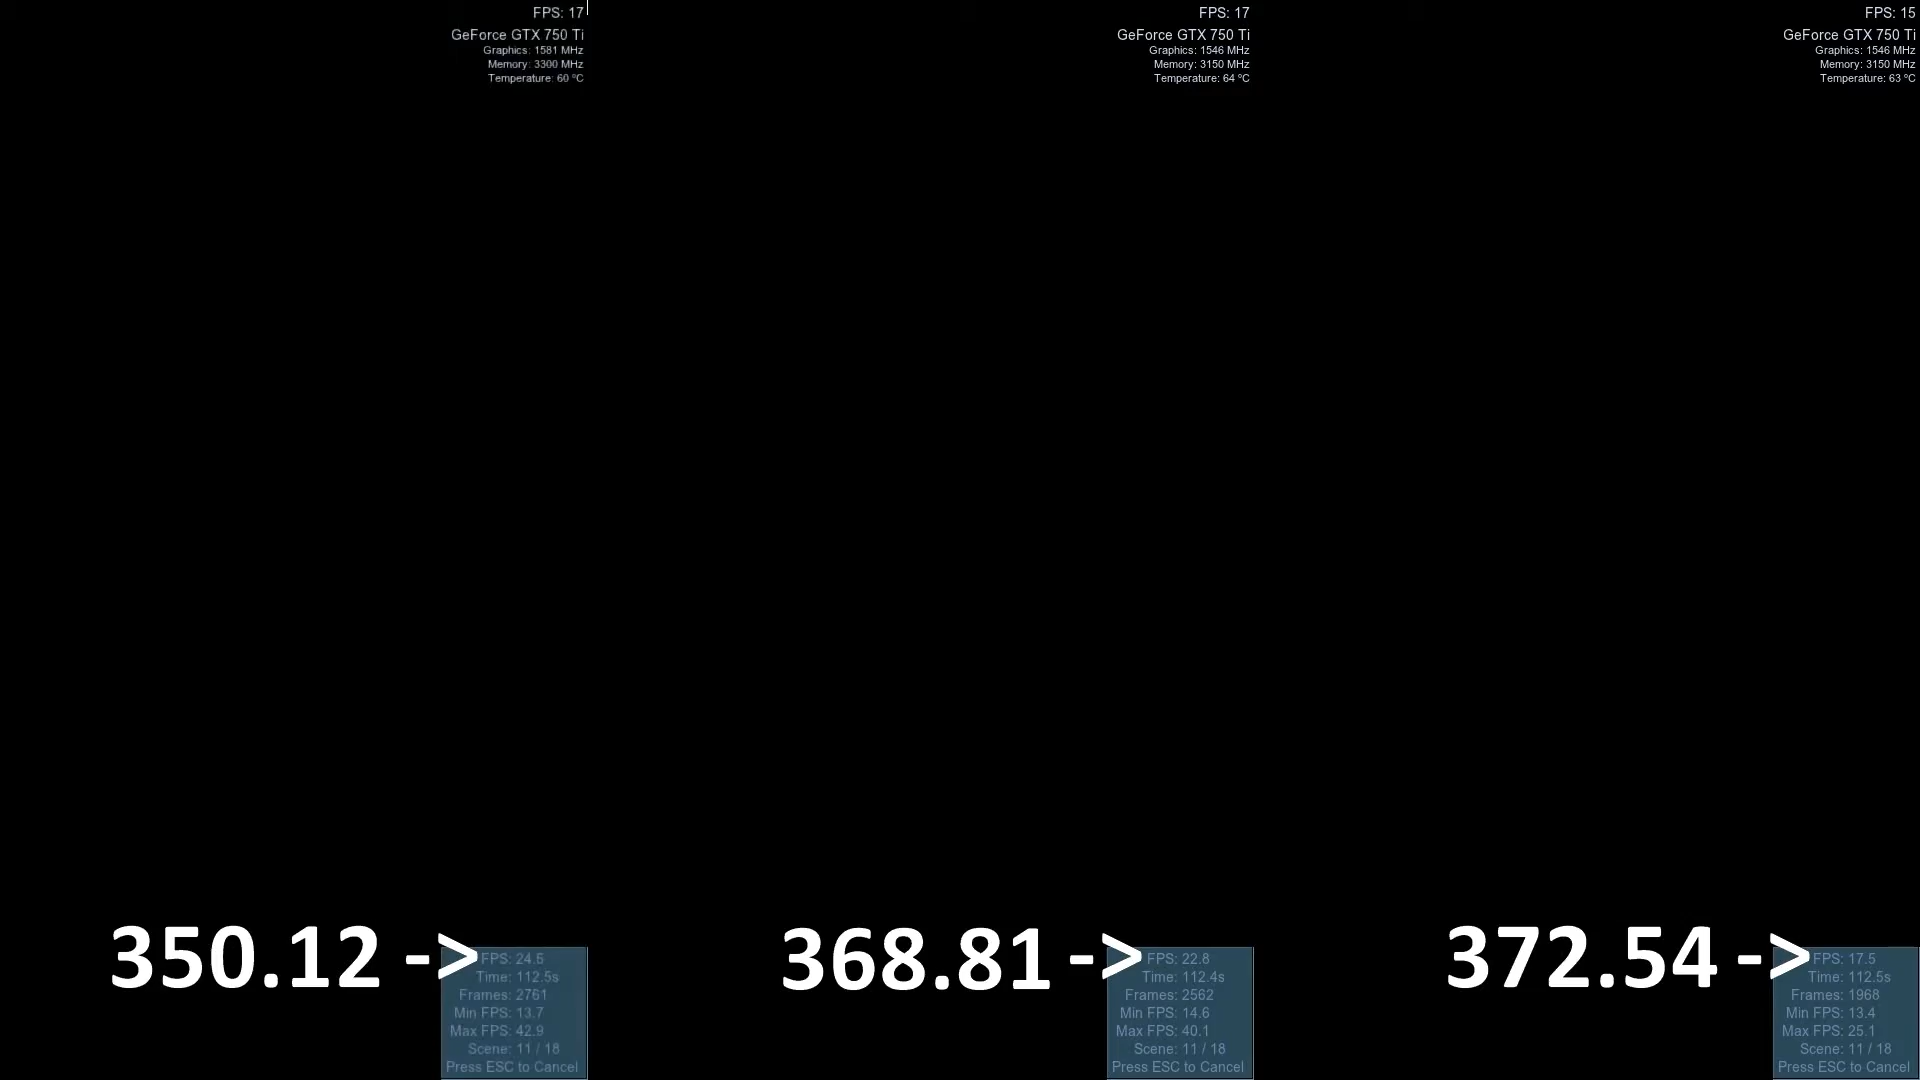 FPS: 17
GeForce GTX 750 Ti
Graphics: 1581 MHz
Memory: 3300 MHz
Temperature: 60 °C
FPS: 17
GeForce GTX 750 Ti
Graphics: 1546 MHz
Memory: 3150 MHz
Temperature: 64 °C
FPS: 15
GeForce GTX 750 Ti
Graphics: 1546 MHz
Memory: 3150 MHz
Temperature: 63 °C
350.12 ->
FPS: 24.5
Time: 112.5s
Frames: 2761
Min FPS: 13.7
Max FPS: 42.9
Scene: 11 / 18
Press ESC to Cancel
368.81 ->
FPS: 22.8
Time: 112.4s
Frames: 2562
Min FPS: 14.6
Max FPS: 40.1
Scene: 11 / 18
Press ESC to Cancel
372.54 ->
FPS: 17.5
Time: 112.5s
Frames: 1968
Min FPS: 13.4
Max FPS: 25.1
Scene: 11 / 18
Press ESC to Cancel